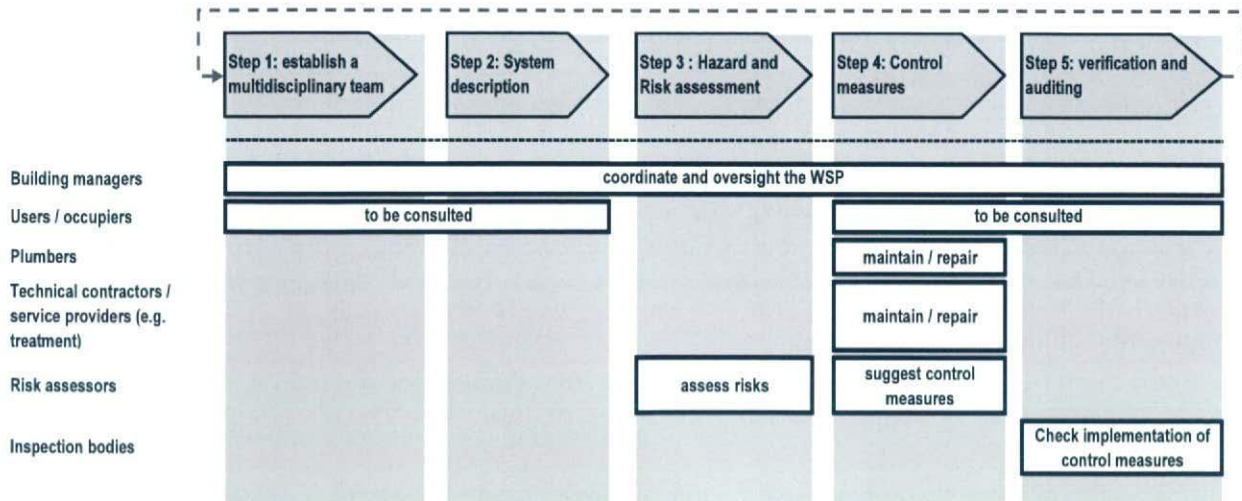 Step 1: establish a
multidisciplinary team
Step 2: System
description
Step 3 : Hazard and
Risk assessment
Step 4: Control
measures
Step 5: verification and
auditing
Building managers
coordinate and oversight the WSP
Users / occupiers
to be consulted
to be consulted
Plumbers
maintain / repair
Technical contractors /
service providers (e.g.
treatment)
maintain / repair
Risk assessors
assess risks
suggest control
measures
Inspection bodies
Check implementation of
control measures